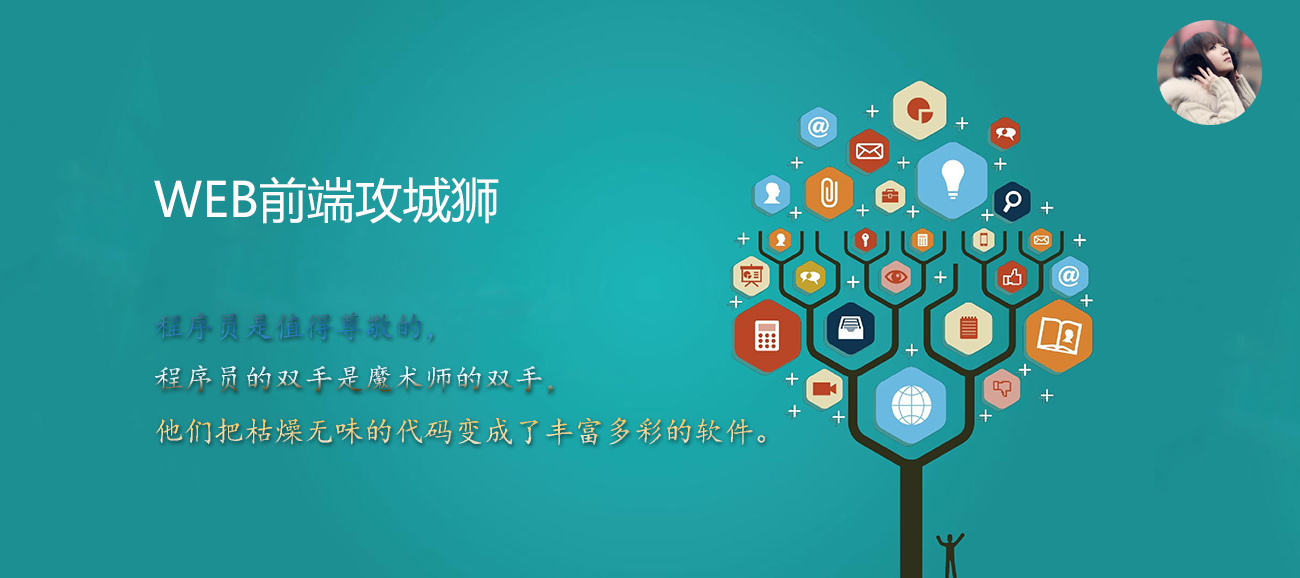 WEB前端攻城狮
程序员是值得尊敬的，
程序员的双手是魔术师的双手，
他们把枯燥无味的代码变成了丰富多彩的软件。